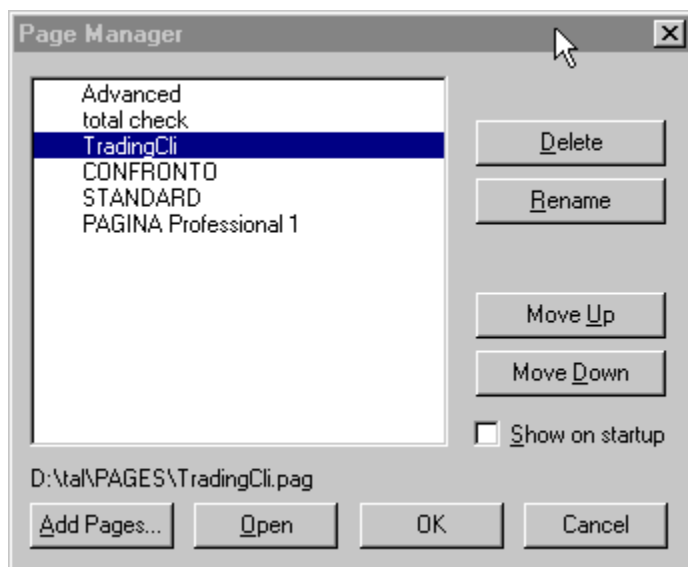 Page Manager
Advanced
total check
TradingCli
CONFRONTO
STANDARD
PAGINA Professional 1
Delete
Rename
Move Up
Move Down
Show on startup
D:\tal\PAGES\TradingCli.pag
Add Pages...
Open
OK
Cancel